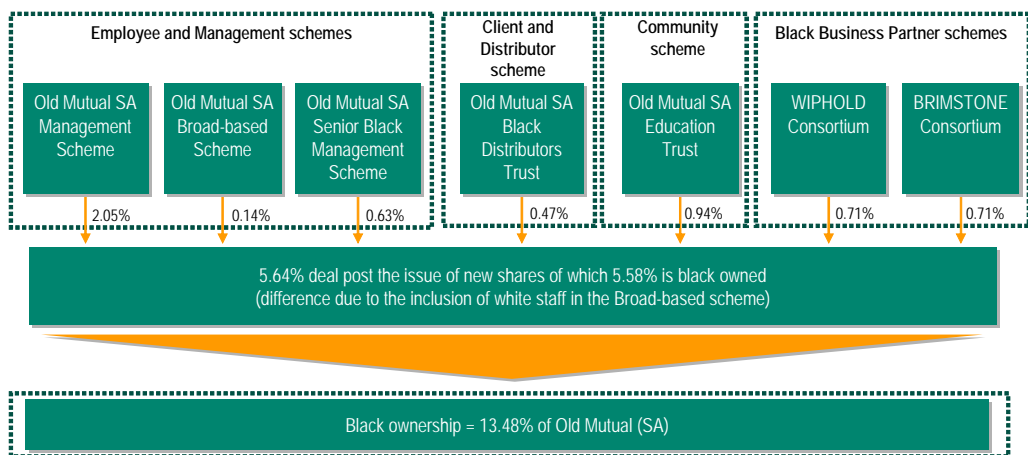 Employee and Management schemes
Client and
Distributor
scheme
Community
scheme
Black Business Partner schemes
Old Mutual SA
Management
Scheme
Old Mutual SA
Broad-based
Scheme
Old Mutual SA
Senior Black
Management
Scheme
Old Mutual SA
Black
Distributors
Trust
Old Mutual SA
Education
Trust
WIPHOLD
Consortium
BRIMSTONE
Consortium
2.05%
0.14%
0.63%
0.47%
0.94%
0.71%
0.71%
5.64% deal post the issue of new shares of which 5.58% is black owned
(difference due to the inclusion of white staff in the Broad-based scheme)
Black ownership = 13.48% of Old Mutual (SA)